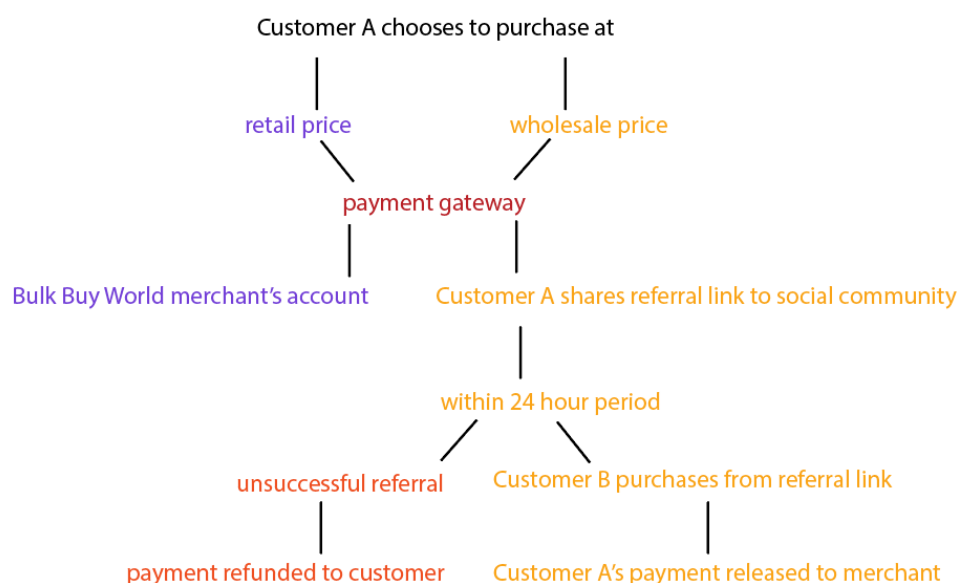 Customer A chooses to purchase at
retail price
wholesale price
payment gateway
Bulk Buy World merchant's account
Customer A shares referral link to social community
within 24 hour period
unsuccessful referral
Customer B purchases from referral link
payment refunded to customer
Customer A's payment released to merchant